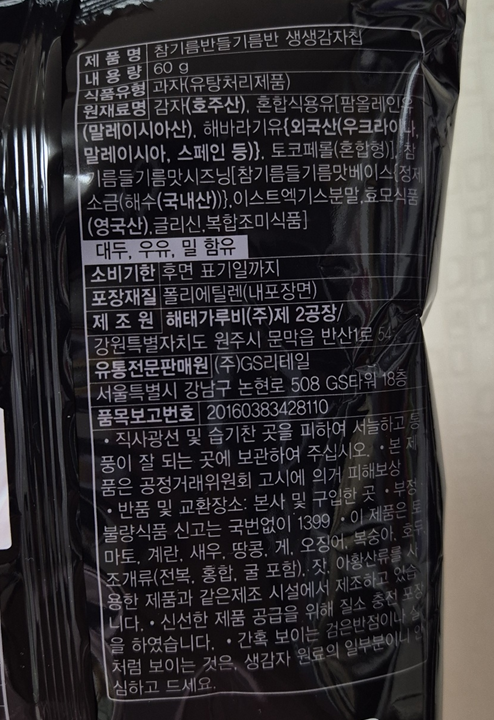 제 품 명 참기름반들기름반 생생감자칩
내 용 량 60 g
식품유형 과자(유탕처리제품)
원재료명 감자(호주산), 혼합식용유[팜올레인유
(말레이시아산), 해바라기유{외국산(우크라이나,
말레이시아, 스페인 등)}, 토코페롤(혼합형)], 참
기름들기름맛시즈닝[참기름들기름맛베이스{정제
소금(해수(국내산))},이스트엑기스분말,효모식품
(영국산),글리신,복합조미식품]
대두, 우유, 밀 함유
소비기한 후면 표기일까지
포장재질 폴리에틸렌(내포장면)
제 조 원 해태가루비(주)제 2공장/
강원특별자치도 원주시 문막읍 반산1로 54
유통전문판매원 (주)GS리테일
서울특별시 강남구 논현로 508 GS타워 18층
품목보고번호 20160383428110
• 직사광선 및 습기찬 곳을 피하여 서늘하고 통
풍이 잘 되는 곳에 보관하여 주십시오. • 본 제
품은 공정거래위원회 고시에 의거 피해보상
• 반품 및 교환장소: 본사 및 구입한 곳 • 부정·
불량식품 신고는 국번없이 1399 • 이 제품은 토
마토, 계란, 새우, 땅콩, 게, 오징어, 복숭아, 호두,
조개류(전복, 홍합, 굴 포함), 잣, 아황산류를 사
용한 제품과 같은제조 시설에서 제조하고 있습
니다. • 신선한 제품 공급을 위해 질소 충전 포장
을 하였습니다. • 간혹 보이는 검은반점이나
처럼 보이는 것은, 생감자 원료의 일부분이니 안
심하고 드세요.